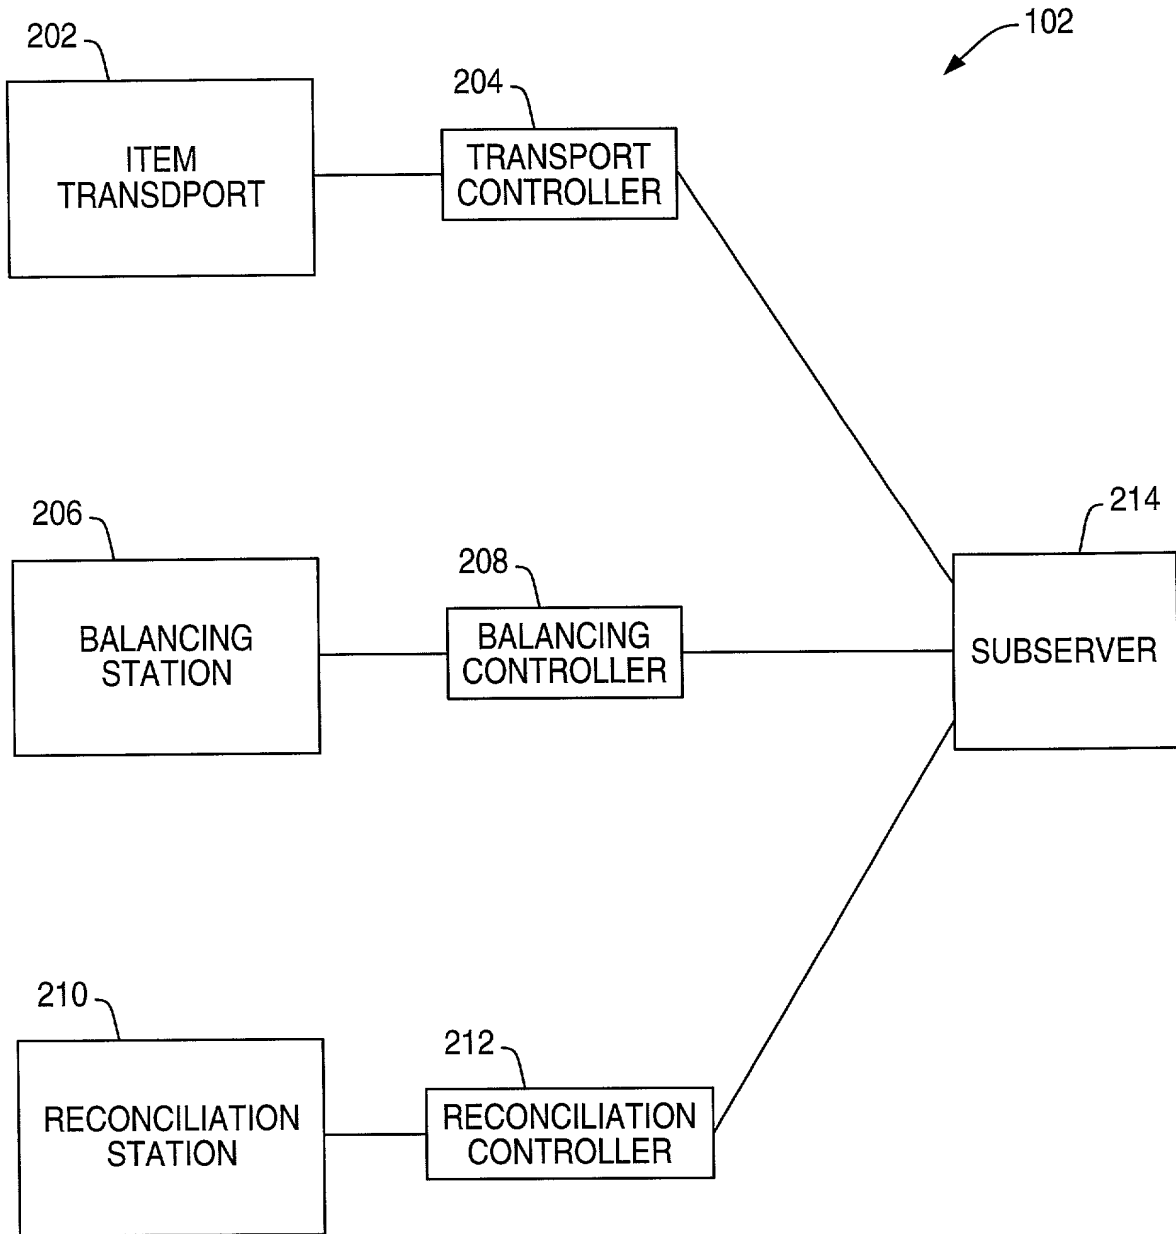 102
202
ITEM
TRANSDPORT
204
TRANSPORT
CONTROLLER
206
BALANCING
STATION
208
BALANCING
CONTROLLER
214
SUBSERVER
210
RECONCILIATION
STATION
212
RECONCILIATION
CONTROLLER